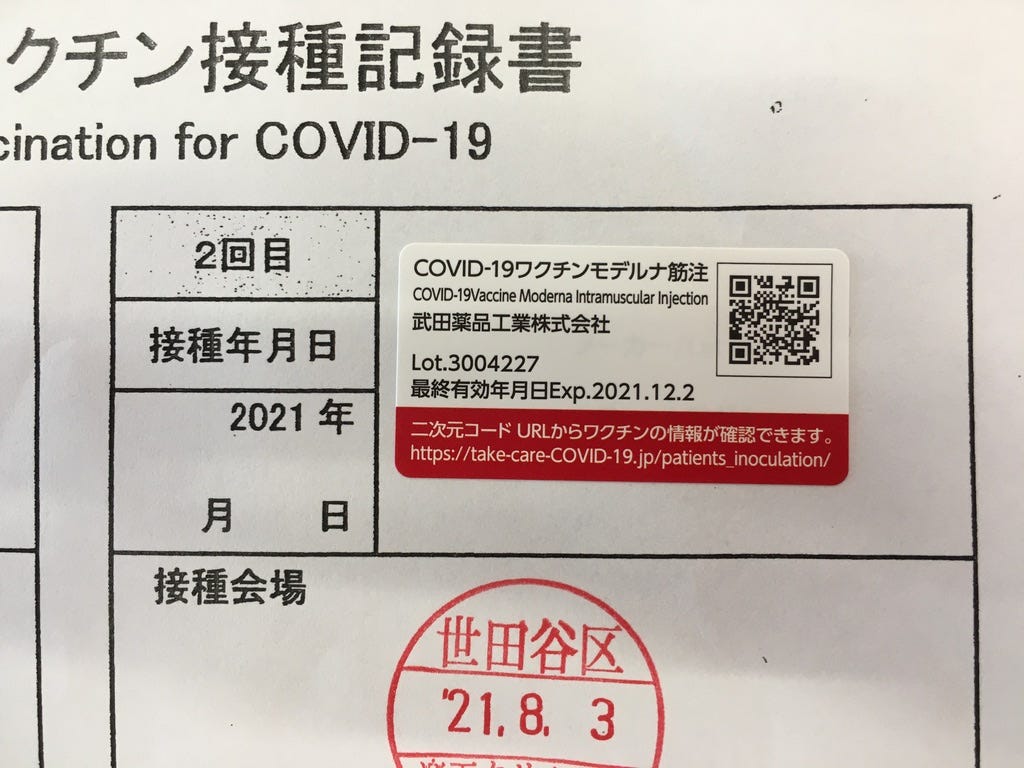 クチン接種記録書
cination for COVID-19
2回目
接種年月日
2021 年
月 日
COVID-19ワクチンモデルナ筋注
COVID-19Vaccine Moderna Intramuscular Injection
武田薬品工業株式会社
Lot.3004227
最終有効年月日Exp.2021.12.2
二次元コード URLからワクチンの情報が確認できます。
https://take-care-COVID-19.jp/patients_inoculation/
接種会場
世田谷区
'21.8.3